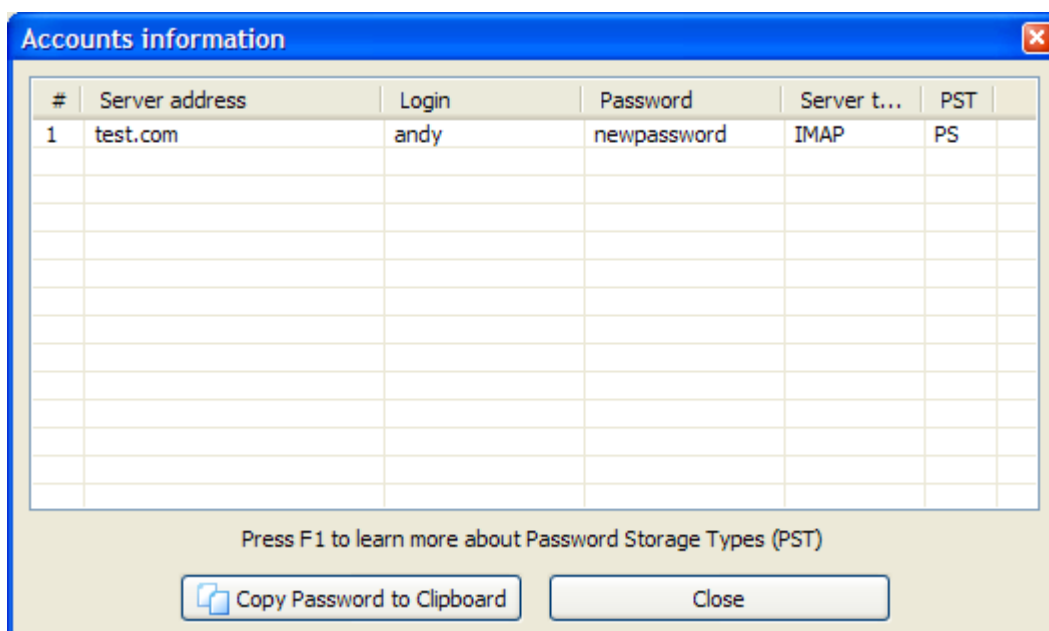 Accounts information
# Server address Login Password Server t... PST
1 test.com andy newpassword IMAP PS
Press F1 to learn more about Password Storage Types (PST)
Copy Password to Clipboard Close